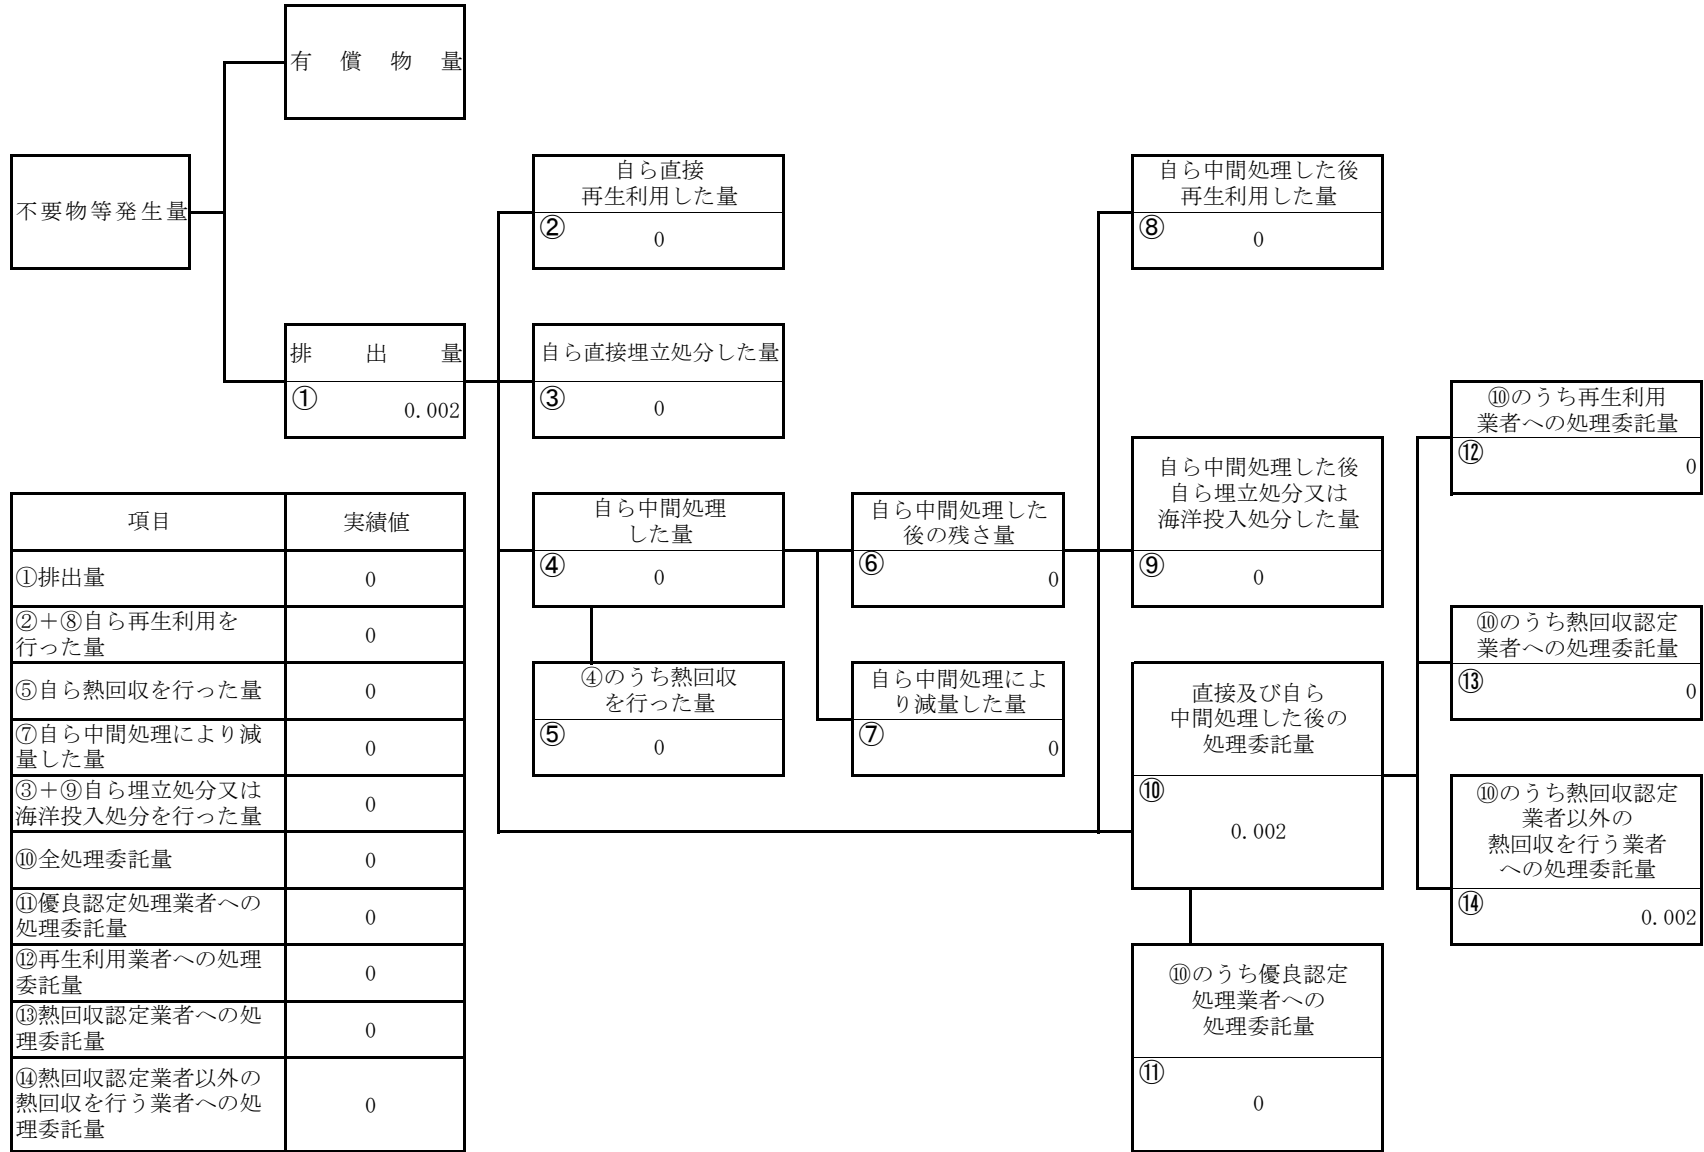 有償物量
不要物等発生量
自ら直接
再生利用した量
②
0
自ら中間処理した後
再生利用した量
⑧
0
排出量
①
0.002
自ら直接埋立処分した量
③
0
⑩のうち再生利用
業者への処理委託量
⑫
0
自ら中間処理した後
自ら埋立処分又は
海洋投入処分した量
⑨
0
自ら中間処理
した量
④
0
自ら中間処理した
後の残さ量
⑥
0
⑩のうち熱回収認定
業者への処理委託量
⑬
0
④のうち熱回収
を行った量
⑤
0
自ら中間処理によ
り減量した量
⑦
0
直接及び自ら
中間処理した後の
処理委託量
⑩
0.002
⑩のうち熱回収認定
業者以外の
熱回収を行う業者
への処理委託量
⑭
0.002
⑩のうち優良認定
処理業者への
処理委託量
⑪
0
項目 実績値
①排出量 0
②＋⑧自ら再生利用を
行った量 0
⑤自ら熱回収を行った量 0
⑦自ら中間処理により減
量した量 0
③＋⑨自ら埋立処分又は
海洋投入処分を行った量 0
⑩全処理委託量 0
⑪優良認定処理業者への
処理委託量 0
⑫再生利用業者への処理
委託量 0
⑬熱回収認定業者への処
理委託量 0
⑭熱回収認定業者以外の
熱回収を行う業者への処
理委託量 0